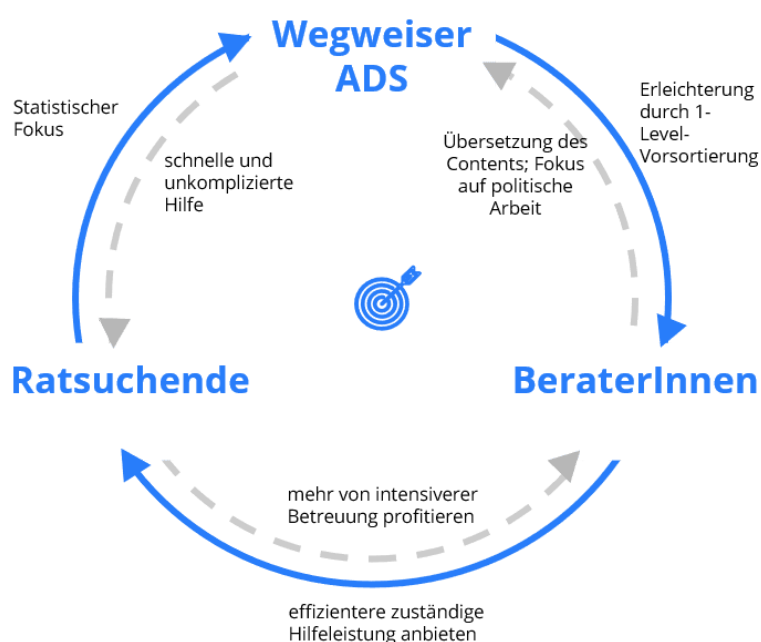 Wegweiser
ADS
Statistischer
Fokus
schnelle und
unkomplizierte
Hilfe
Übersetzung des
Contents; Fokus
auf politische
Arbeit
Erleichterung
durch 1-
Level-
Vorsortierung
Ratsuchende
BeraterInnen
mehr von intensiverer
Betreuung profitieren
effizientere zuständige
Hilfeleistung anbieten